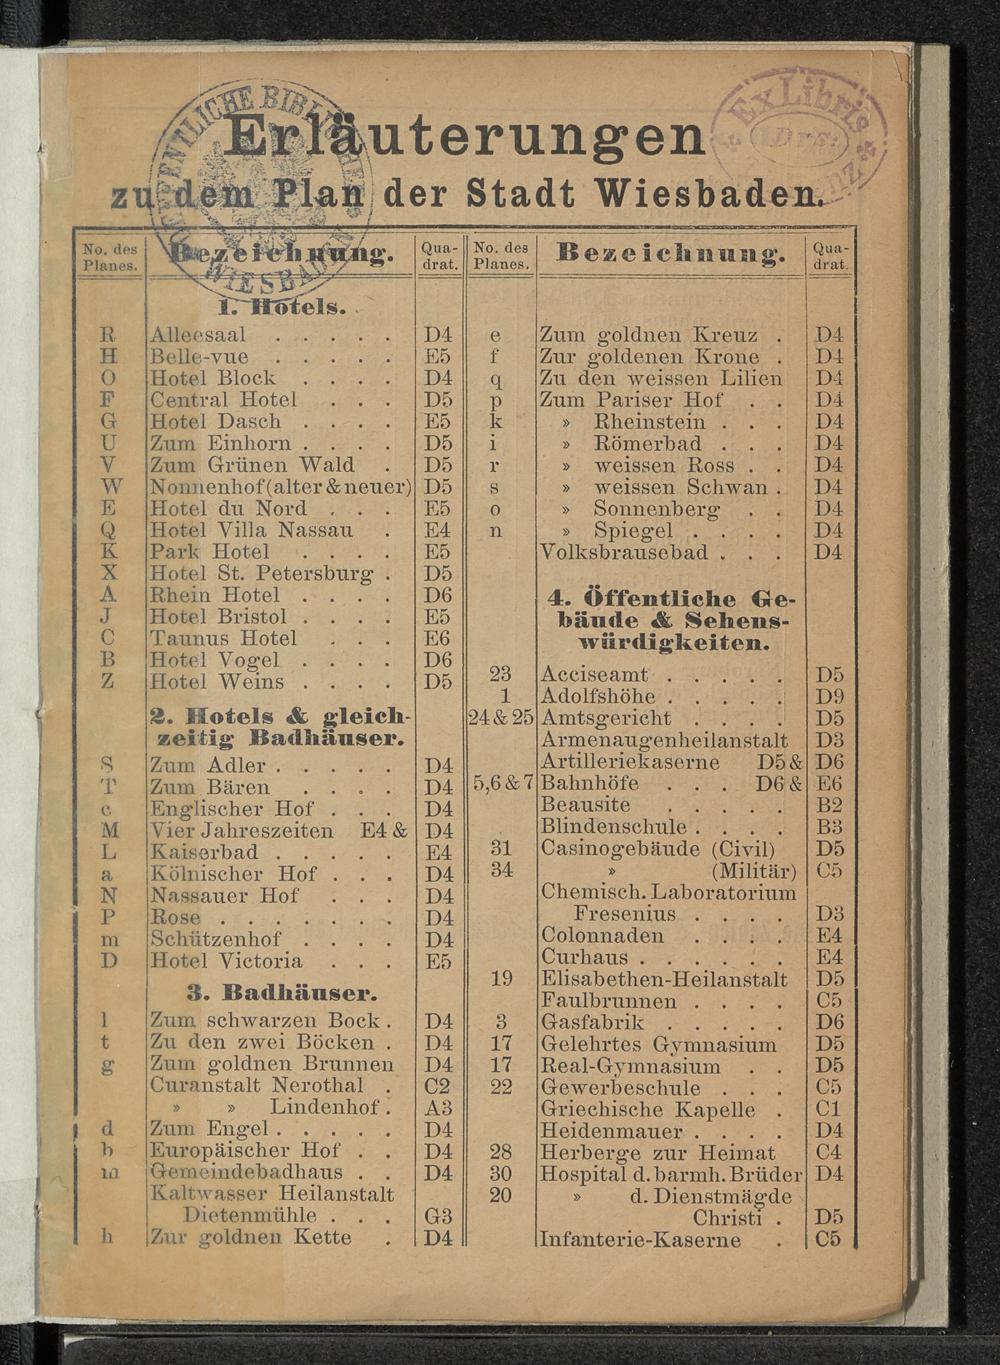 Erläuterungen
zu dem Plan der Stadt Wiesbaden.
OEFFENTLICHE BIBLIOTHEK WIESBADEN
Ex Libris
No. des Planes. Bezeichnung. Quadrat.
1. Hotels.
R Alleesaal . . . . . D4
H Belle-vue . . . . . E5
O Hotel Block . . . . D4
F Central Hotel . . . D5
G Hotel Dasch . . . . E5
U Zum Einhorn . . . . D5
V Zum Grünen Wald . D5
W Nonnenhof (alter & neuer) D5
E Hotel du Nord . . . E5
Q Hotel Villa Nassau . E4
K Park Hotel . . . . E5
X Hotel St. Petersburg . D5
A Rhein Hotel . . . . D6
J Hotel Bristol . . . . E5
C Taunus Hotel . . . E6
B Hotel Vogel . . . . D6
Z Hotel Weins . . . . D5
2. Hotels & gleich-
zeitig Badhäuser.
S Zum Adler . . . . . D4
T Zum Bären . . . . D4
c Englischer Hof . . . D4
M Vier Jahreszeiten E4 & D4
L Kaiserbad . . . . . E4
a Kölnischer Hof . . . D4
N Nassauer Hof . . . D4
P Rose . . . . . . . D4
m Schützenhof . . . . D4
D Hotel Victoria . . . E5
3. Badhäuser.
l Zum schwarzen Bock . D4
t Zu den zwei Böcken . D4
g Zum goldnen Brunnen D4
Curanstalt Nerothal . C2
» » Lindenhof . A3
d Zum Engel . . . . . D4
b Europäischer Hof . . D4
m Gemeindebadhaus . . D4
Kaltwasser Heilanstalt
Dietenmühle . . . G3
h Zur goldnen Kette . D4
No. des Planes. Bezeichnung. Quadrat.
e Zum goldnen Kreuz . D4
f Zur goldenen Krone . D4
q Zu den weissen Lilien D4
p Zum Pariser Hof . . D4
k » Rheinstein . . . D4
i » Römerbad . . . D4
r » weissen Ross . . D4
s » weissen Schwan . D4
o » Sonnenberg . . D4
n » Spiegel . . . . D4
Volksbrausebad . . . D4
4. Öffentliche Ge-
bäude & Sehens-
würdigkeiten.
23 Acciseamt . . . . . D5
1 Adolfshöhe . . . . . D9
24 & 25 Amtsgericht . . . . D5
Armenaugenheilanstalt D3
Artilleriekaserne D5 & D6
5,6 & 7 Bahnhöfe . . . D6 & E6
Beausite . . . . B2
Blindenschule . . . . B3
31 Casinogebäude (Civil) D5
34 » (Militär) C5
Chemisch. Laboratorium
Fresenius . . . . D3
Colonnaden . . . . E4
Curhaus . . . . . . E4
19 Elisabethen-Heilanstalt D5
Faulbrunnen . . . . C5
3 Gasfabrik . . . . . D6
17 Gelehrtes Gymnasium D5
17 Real-Gymnasium . . D5
22 Gewerbeschule . . . C5
Griechische Kapelle . C1
Heidenmauer . . . . D4
28 Herberge zur Heimat C4
30 Hospital d. barmh. Brüder D4
20 » d. Dienstmägde
Christi . D5
Infanterie-Kaserne . C5